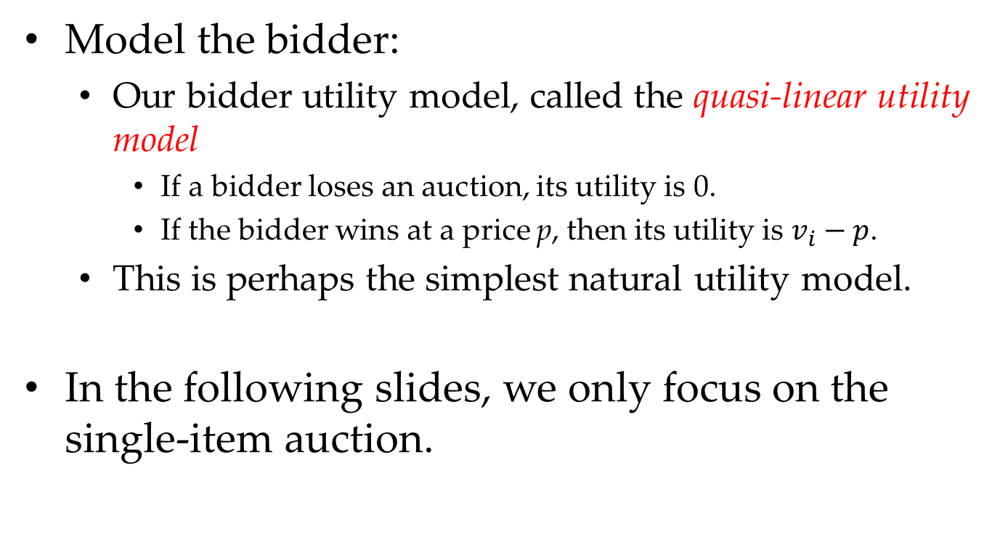 • Model the bidder:
• Our bidder utility model, called the quasi-linear utility
model
• If a bidder loses an auction, its utility is 0.
• If the bidder wins at a price p, then its utility is vᵢ − p.
• This is perhaps the simplest natural utility model.
• In the following slides, we only focus on the
single-item auction.